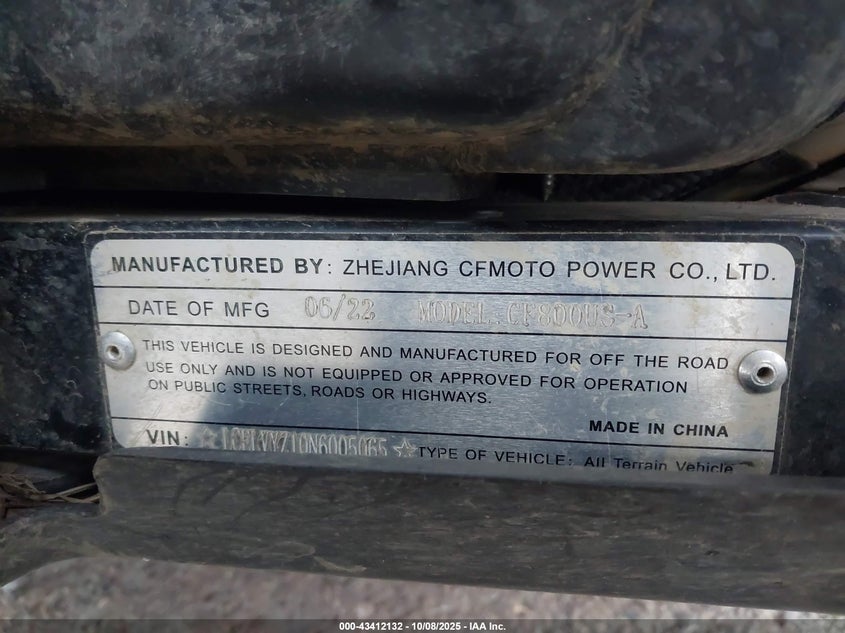 MANUFACTURED BY: ZHEJIANG CFMOTO POWER CO., LTD.
DATE OF MFG 06/22 MODEL: CF800US-A
THIS VEHICLE IS DESIGNED AND MANUFACTURED FOR OFF THE ROAD
USE ONLY AND IS NOT EQUIPPED OR APPROVED FOR OPERATION
ON PUBLIC STREETS, ROADS OR HIGHWAYS.
MADE IN CHINA
VIN: TYPE OF VEHICLE: All Terrain Vehicle
000-43412132 - 10/08/2025 - IAA Inc.